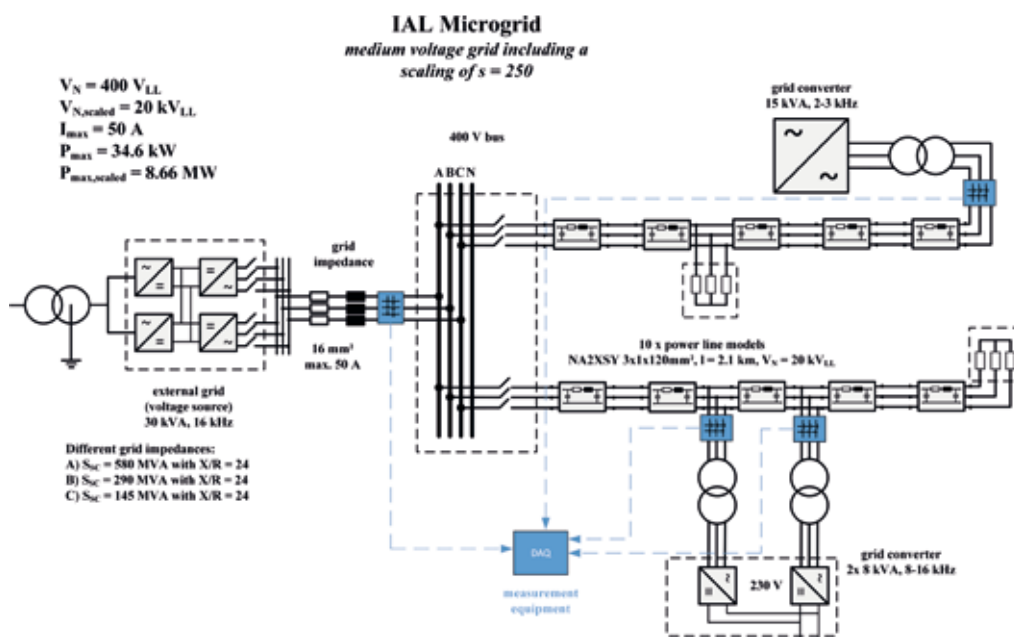 IAL Microgrid
medium voltage grid including a
scaling of s = 250
V_N = 400 V_LL
V_N,scaled = 20 kV_LL
I_max = 50 A
P_max = 34.6 kW
P_max,scaled = 8.66 MW
grid converter
15 kVA, 2-3 kHz
400 V bus
A B C N
grid
impedance
16 mm²
max. 50 A
external grid
(voltage source)
30 kVA, 16 kHz
Different grid impedances:
A) S_SC = 580 MVA with X/R = 24
B) S_SC = 290 MVA with X/R = 24
C) S_SC = 145 MVA with X/R = 24
10 x power line models
NA2XSY 3x1x120mm², l = 2.1 km, V_N = 20 kV_LL
DAQ
measurement
equipment
230 V
grid converter
2x 8 kVA, 8-16 kHz